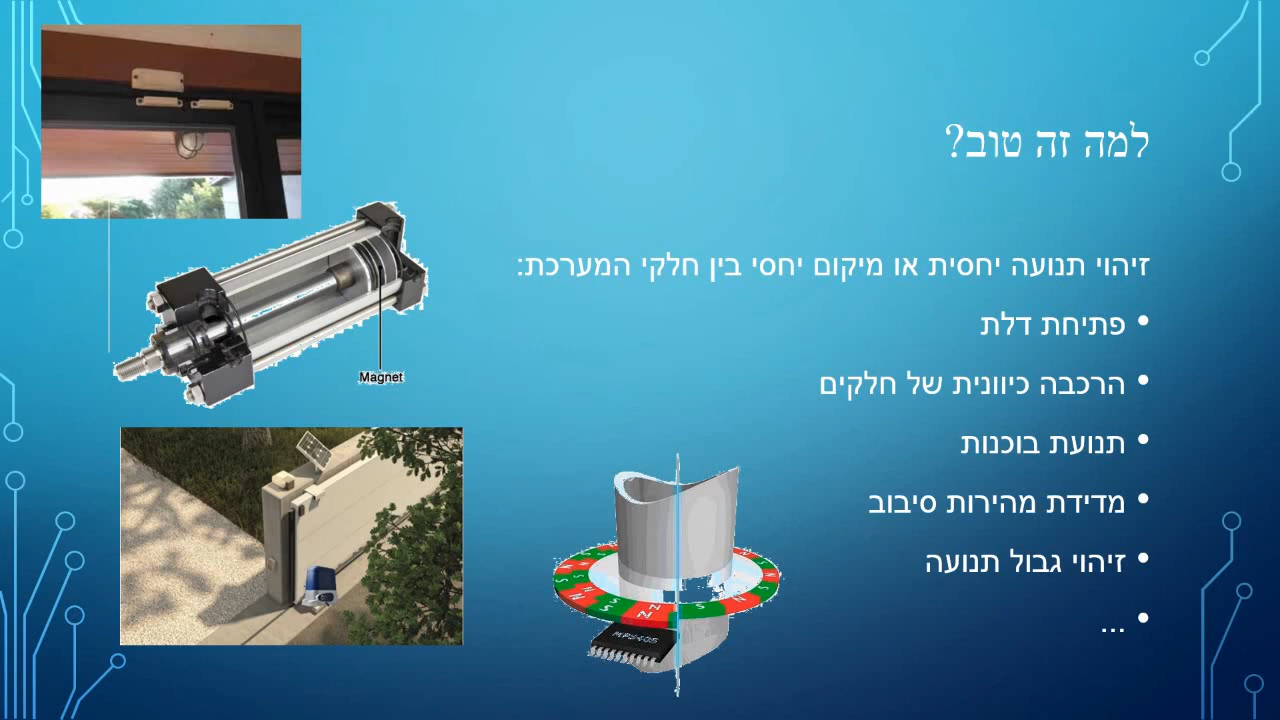 למה זה טוב?
זיהוי תנועה יחסית או מיקום יחסי בין חלקי המערכת:
• פתיחת דלת
• הרכבה כיוונית של חלקים
• תנועת בוכנות
• מדידת מהירות סיבוב
• זיהוי גבול תנועה
• ...
Magnet